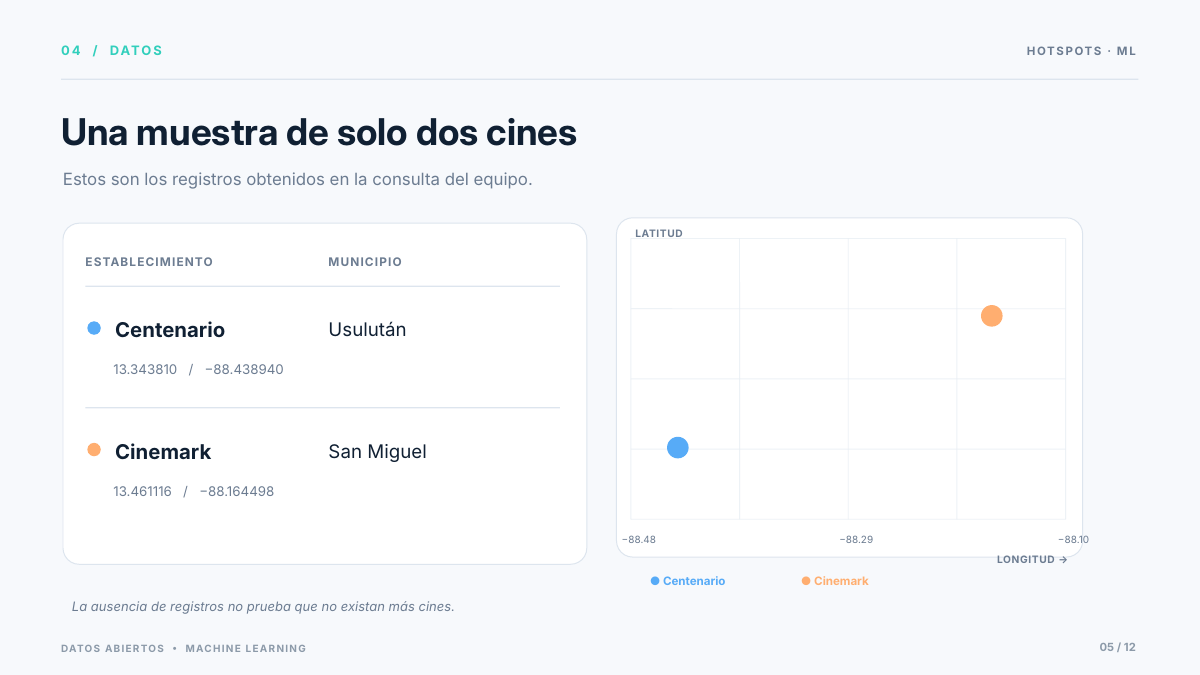 04 / DATOS
HOTSPOTS · ML
Una muestra de solo dos cines
Estos son los registros obtenidos en la consulta del equipo.
ESTABLECIMIENTO MUNICIPIO
Centenario Usulután
13.343810 / −88.438940
Cinemark San Miguel
13.461116 / −88.164498
LATITUD
−88.48 −88.29 −88.10
LONGITUD →
Centenario Cinemark
La ausencia de registros no prueba que no existan más cines.
DATOS ABIERTOS • MACHINE LEARNING
05 / 12